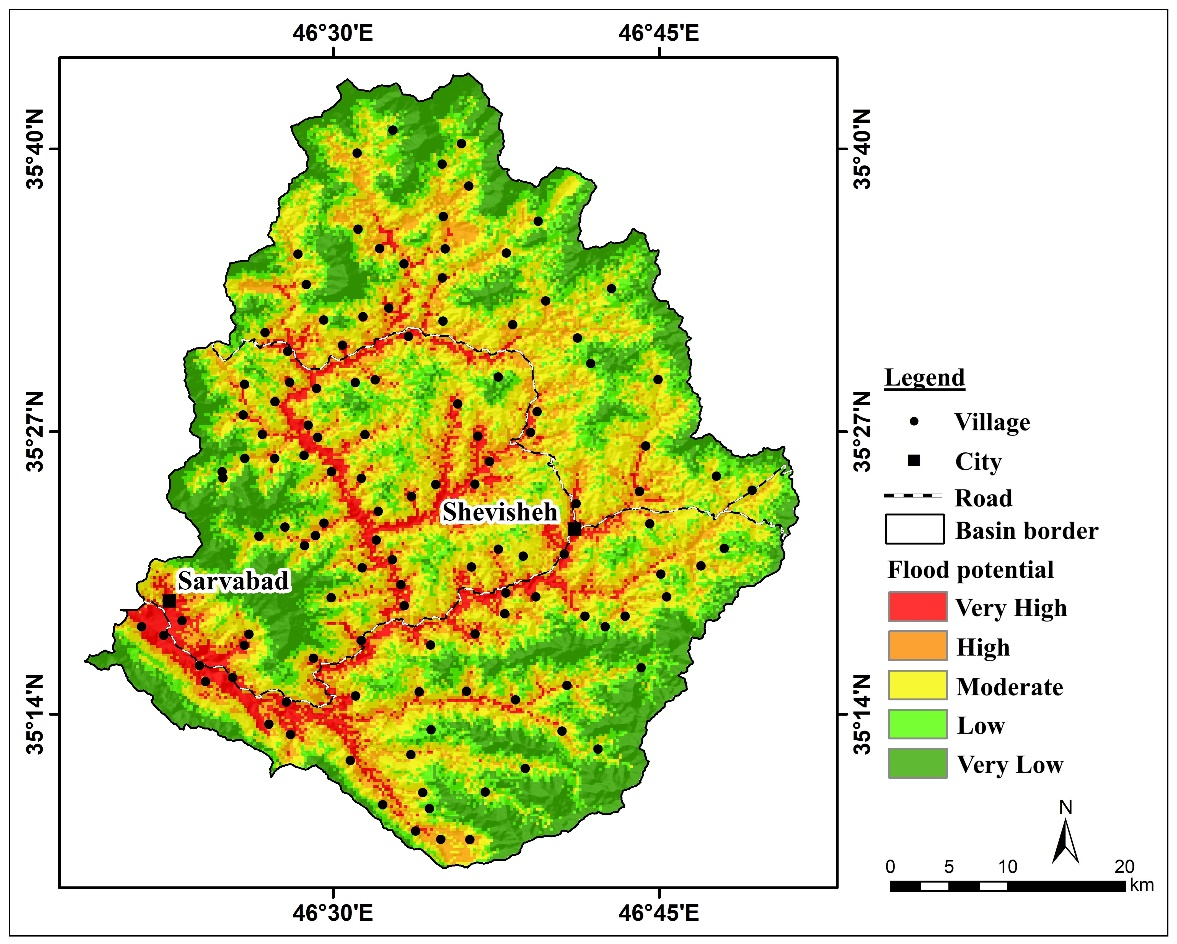 46°30'E 46°45'E
35°40'N 35°40'N
35°27'N 35°27'N
35°14'N 35°14'N
Shevisheh
Sarvabad
46°30'E 46°45'E
Legend
Village
City
Road
Basin border
Flood potential
Very High
High
Moderate
Low
Very Low
N
0 5 10 20
km